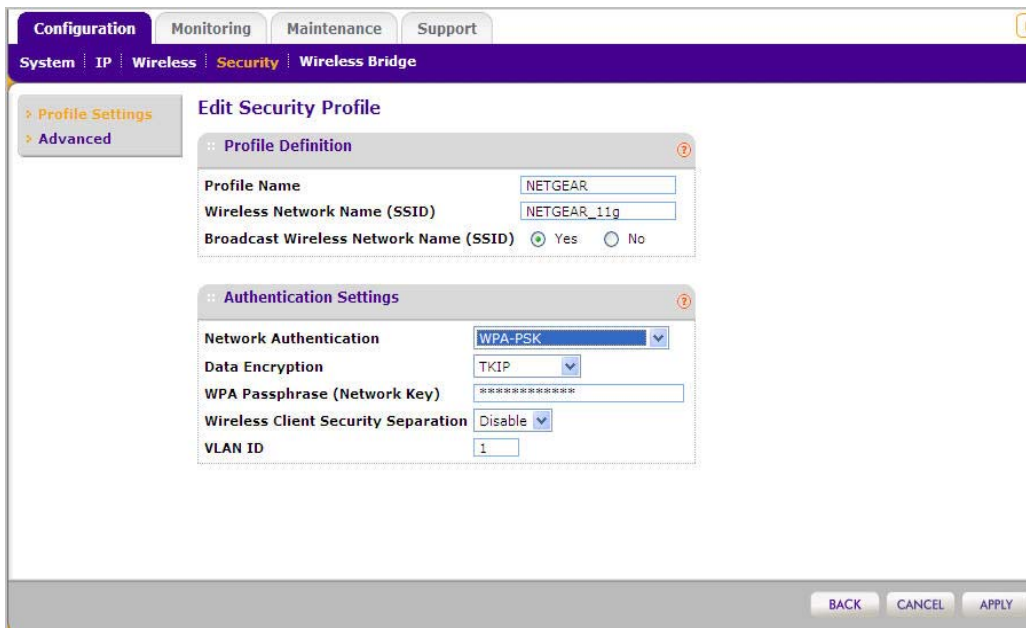 Configuration Monitoring Maintenance Support
System IP Wireless Security Wireless Bridge
Profile Settings
Advanced
Edit Security Profile
Profile Definition ?
Profile Name NETGEAR
Wireless Network Name (SSID) NETGEAR_11g
Broadcast Wireless Network Name (SSID) Yes No
Authentication Settings ?
Network Authentication WPA-PSK
Data Encryption TKIP
WPA Passphrase (Network Key) ************
Wireless Client Security Separation Disable
VLAN ID 1
BACK CANCEL APPLY